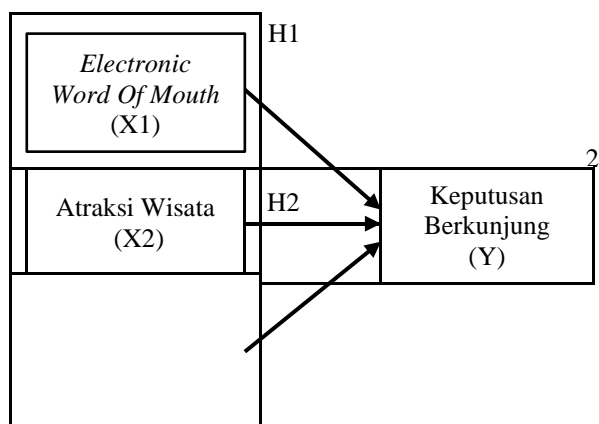 H1
Electronic
Word Of Mouth
(X1)
2
Atraksi Wisata
(X2)
H2
Keputusan
Berkunjung
(Y)